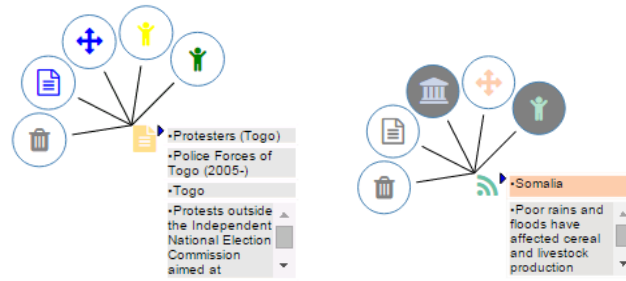 •Protesters (Togo)
•Police Forces of
Togo (2005-)
•Togo
•Protests outside
the Independent
National Election
Commission
aimed at
•Somalia
•Poor rains and
floods have
affected cereal
and livestock
production